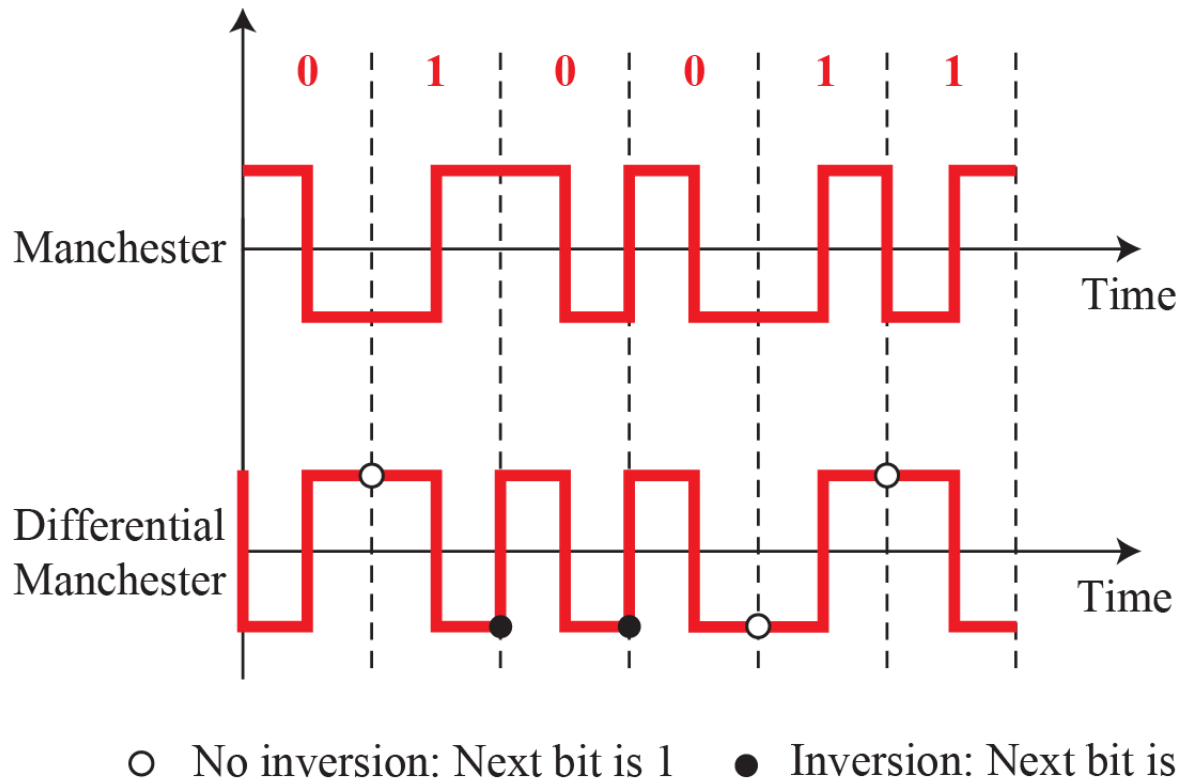 0 1 0 0 1 1
Manchester
Time
Differential
Manchester
Time
No inversion: Next bit is 1
Inversion: Next bit is